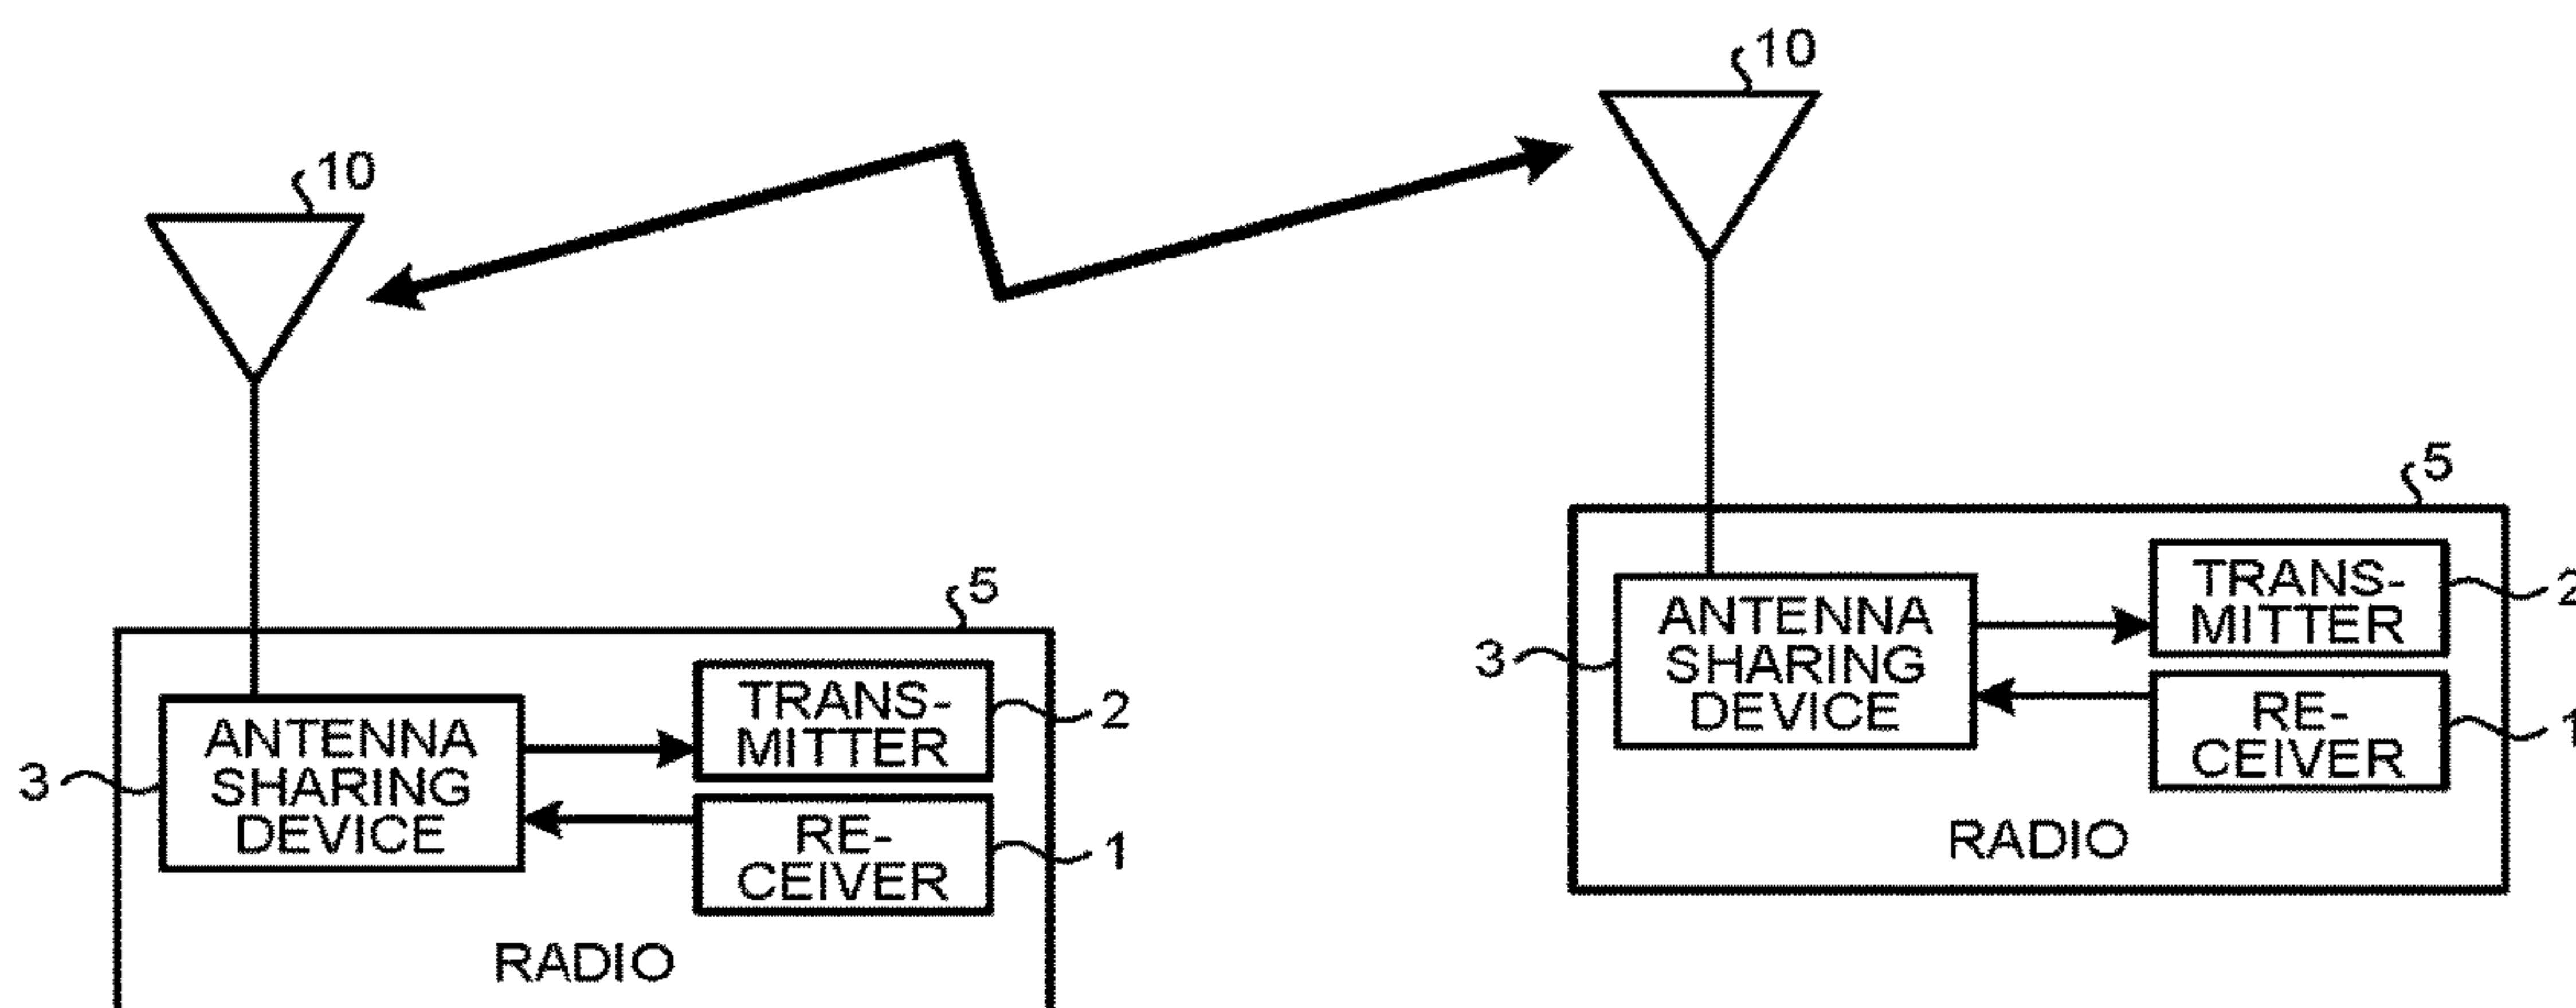 10
10
5
TRANS-
MITTER
2
ANTENNA
SHARING
DEVICE
3
RE-
CEIVER
1
RADIO
5
TRANS-
MITTER
2
ANTENNA
SHARING
DEVICE
3
RE-
CEIVER
1
RADIO